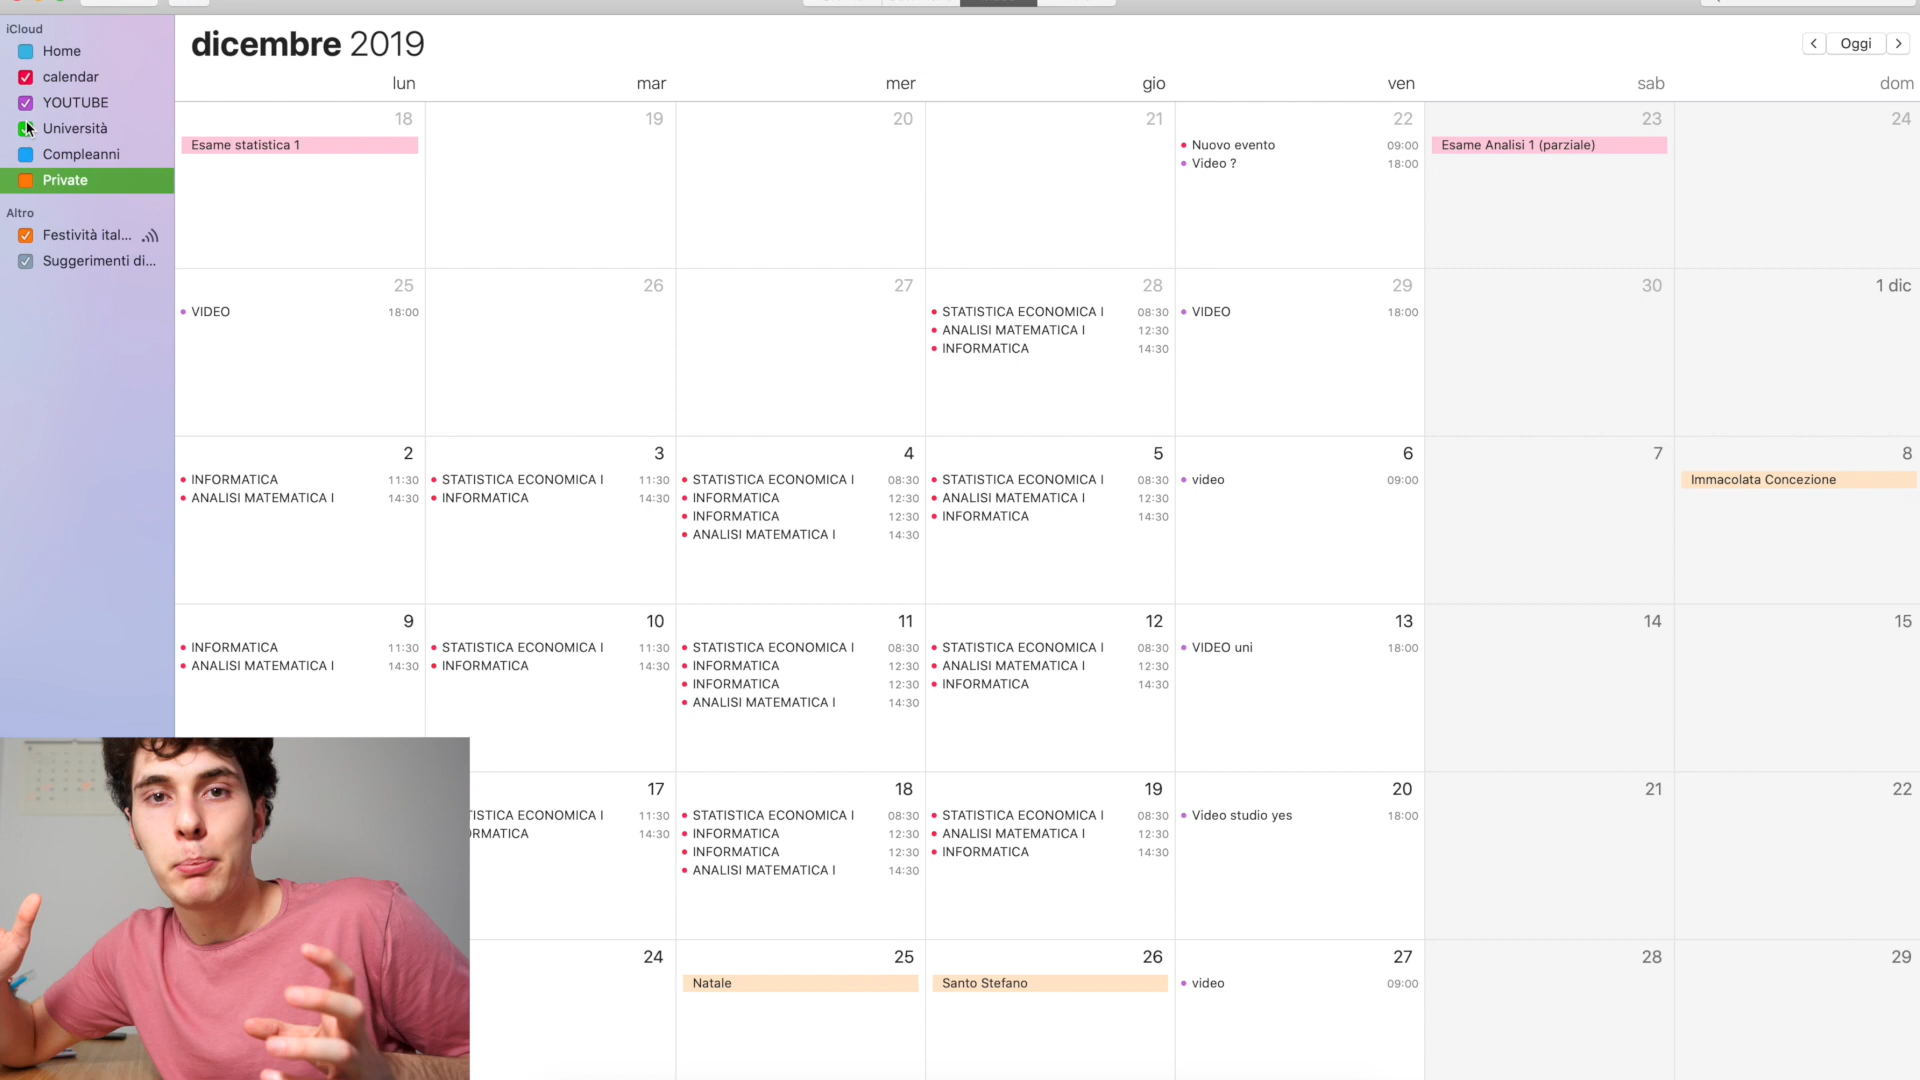 iCloud
Home
calendar
YOUTUBE
Università
Compleanni
Private
Altro
Festività ital...
Suggerimenti di...
dicembre 2019
Oggi
lun mar mer gio ven sab dom
18 19 20 21 22 23 24
Esame statistica 1
Nuovo evento 09:00
Video ? 18:00
Esame Analisi 1 (parziale)
25 26 27 28 29 30 1 dic
VIDEO 18:00
STATISTICA ECONOMICA I 08:30
ANALISI MATEMATICA I 12:30
INFORMATICA 14:30
VIDEO 18:00
2 3 4 5 6 7 8
INFORMATICA 11:30
ANALISI MATEMATICA I 14:30
STATISTICA ECONOMICA I 11:30
INFORMATICA 14:30
STATISTICA ECONOMICA I 08:30
INFORMATICA 12:30
INFORMATICA 12:30
ANALISI MATEMATICA I 14:30
STATISTICA ECONOMICA I 08:30
ANALISI MATEMATICA I 12:30
INFORMATICA 14:30
video 09:00
Immacolata Concezione
9 10 11 12 13 14 15
INFORMATICA 11:30
ANALISI MATEMATICA I 14:30
STATISTICA ECONOMICA I 11:30
INFORMATICA 14:30
STATISTICA ECONOMICA I 08:30
INFORMATICA 12:30
INFORMATICA 12:30
ANALISI MATEMATICA I 14:30
STATISTICA ECONOMICA I 08:30
ANALISI MATEMATICA I 12:30
INFORMATICA 14:30
VIDEO uni 18:00
17 18 19 20 21 22
TISTICA ECONOMICA I 11:30
ORMATICA 14:30
STATISTICA ECONOMICA I 08:30
INFORMATICA 12:30
INFORMATICA 12:30
ANALISI MATEMATICA I 14:30
STATISTICA ECONOMICA I 08:30
ANALISI MATEMATICA I 12:30
INFORMATICA 14:30
Video studio yes 18:00
24 25 26 27 28 29
Natale
Santo Stefano
video 09:00